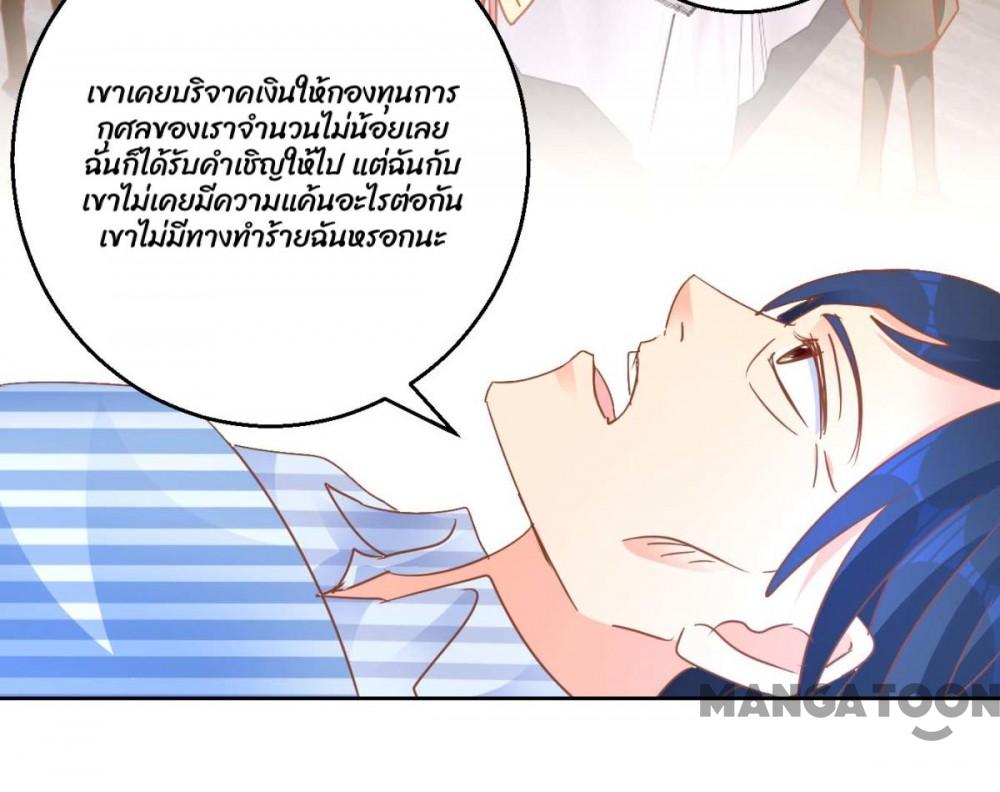 เขาเคยบริจาคเงินให้กองทุนการ
กุศลของเราจำนวนไม่น้อยเลย
ฉันก็ได้รับคำเชิญให้ไป แต่ฉันกับ
เขาไม่เคยมีความแค้นอะไรต่อกัน
เขาไม่มีทางทำร้ายฉันหรอกนะ
MANGATOON